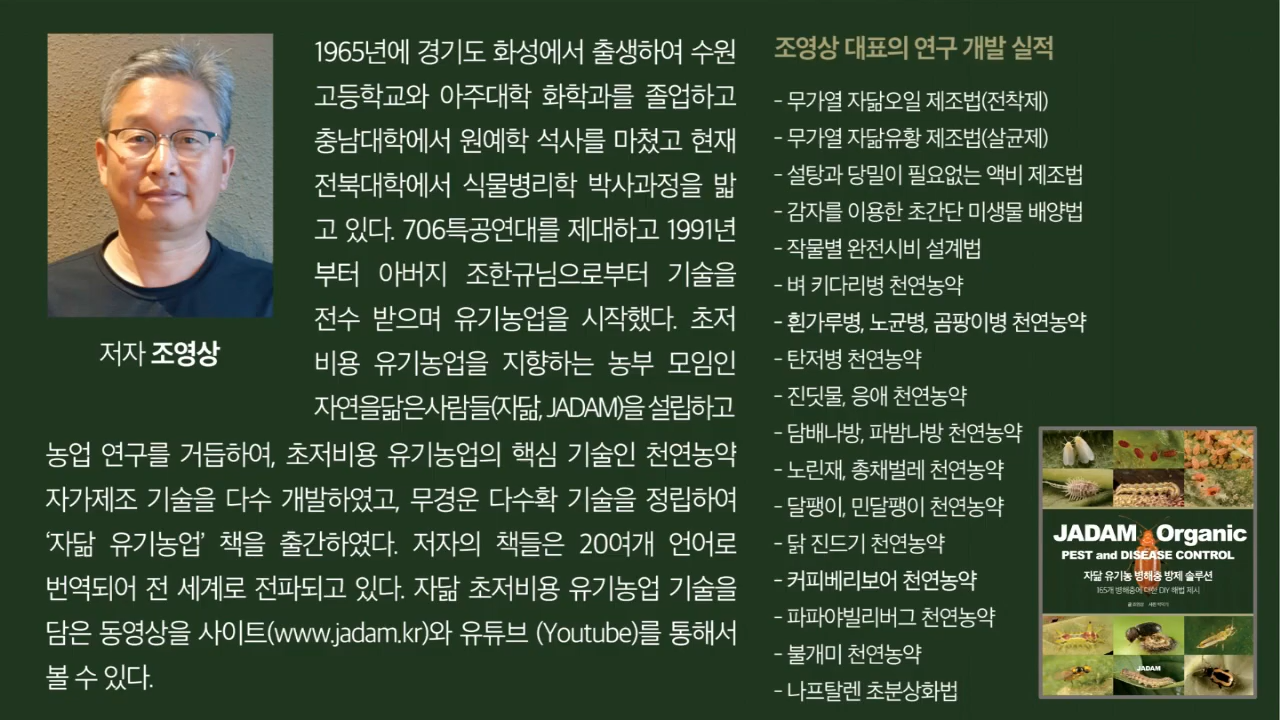 1965년에 경기도 화성에서 출생하여 수원
고등학교와 아주대학 화학과를 졸업하고
충남대학에서 원예학 석사를 마쳤고 현재
전북대학에서 식물병리학 박사과정을 밟
고 있다. 706특공연대를 제대하고 1991년
부터 아버지 조한규님으로부터 기술을
전수 받으며 유기농업을 시작했다. 초저
비용 유기농업을 지향하는 농부 모임인
자연을닮은사람들(자닮, JADAM)을 설립하고
농업 연구를 거듭하여, 초저비용 유기농업의 핵심 기술인 천연농약
자가제조 기술을 다수 개발하였고, 무경운 다수확 기술을 정립하여
‘자닮 유기농업’ 책을 출간하였다. 저자의 책들은 20여개 언어로
번역되어 전 세계로 전파되고 있다. 자닮 초저비용 유기농업 기술을
담은 동영상을 사이트(www.jadam.kr)와 유튜브 (Youtube)를 통해서
볼 수 있다.
저자 조영상
조영상 대표의 연구 개발 실적
- 무가열 자닮오일 제조법(전착제)
- 무가열 자닮유황 제조법(살균제)
- 설탕과 당밀이 필요없는 액비 제조법
- 감자를 이용한 초간단 미생물 배양법
- 작물별 완전시비 설계법
- 벼 키다리병 천연농약
- 흰가루병, 노균병, 곰팡이병 천연농약
- 탄저병 천연농약
- 진딧물, 응애 천연농약
- 담배나방, 파밤나방 천연농약
- 노린재, 총채벌레 천연농약
- 달팽이, 민달팽이 천연농약
- 닭 진드기 천연농약
- 커피베리보어 천연농약
- 파파야빌리버그 천연농약
- 불개미 천연농약
- 나프탈렌 초분상화법
JADAM Organic
PEST and DISEASE CONTROL
자닮 유기농 병해충 방제 솔루션
165개 병해충에 대한 DIY 해법 제시
JADAM